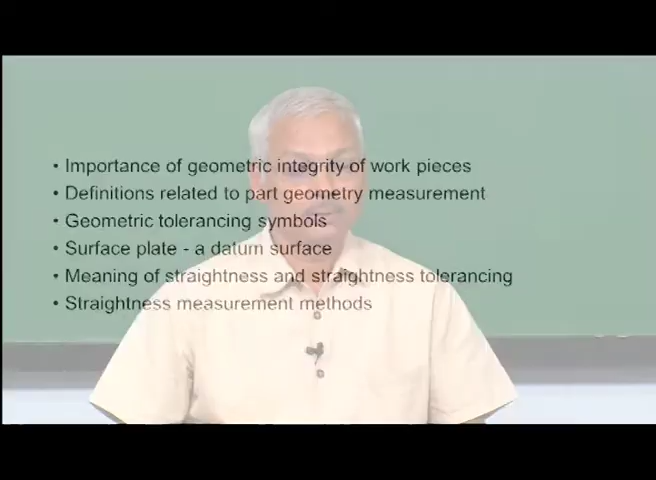 • Importance of geometric integrity of work pieces
• Definitions related to part geometry measurement
• Geometric tolerancing symbols
• Surface plate - a datum surface
• Meaning of straightness and straightness tolerancing
• Straightness measurement methods